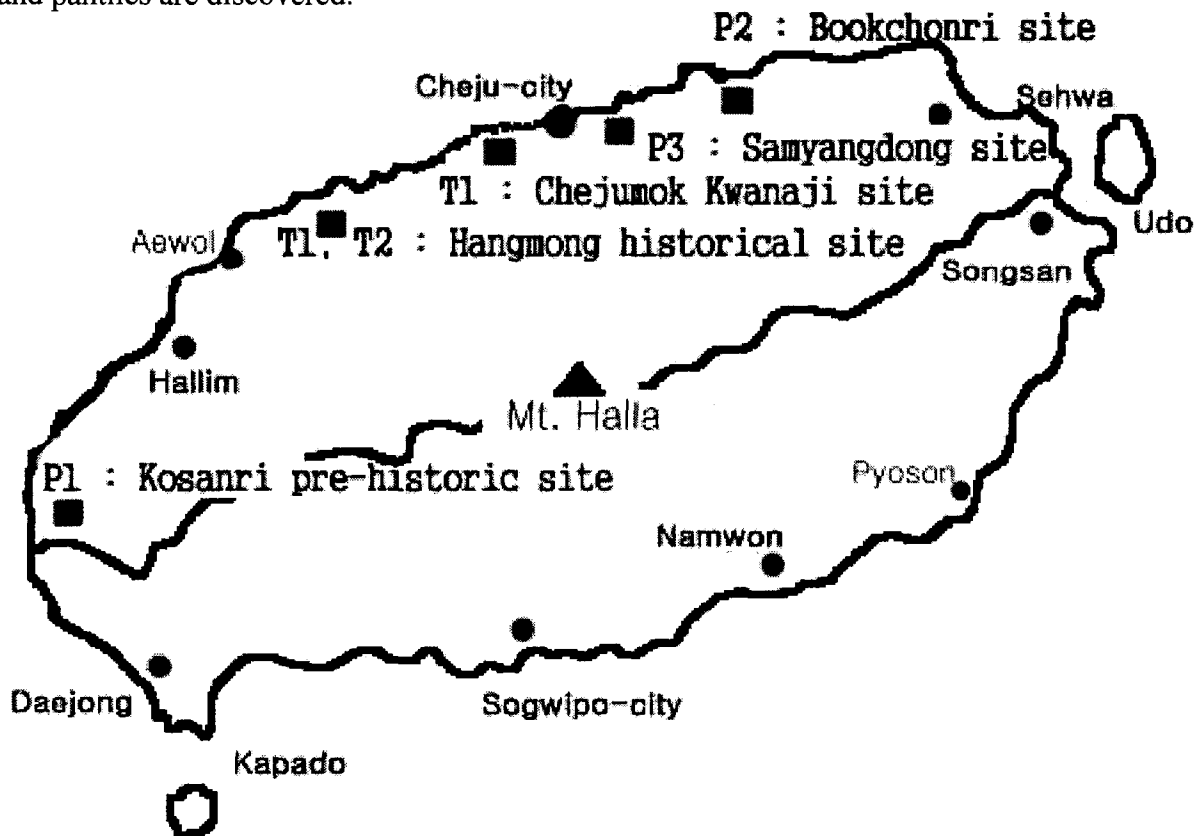 and pantries are discovered.
P2 : Bookchonri site
Cheju-city
Sehwa
P3 : Samyangdong site
T1 : Chejumok Kwanaji site
Udo
Aewol
T1, T2 : Hangmong historical site
Songsan
Hallim
Mt. Halla
P1 : Kosanri pre-historic site
Pyoson
Namwon
Daejong
Sogwipo-city
Kapado